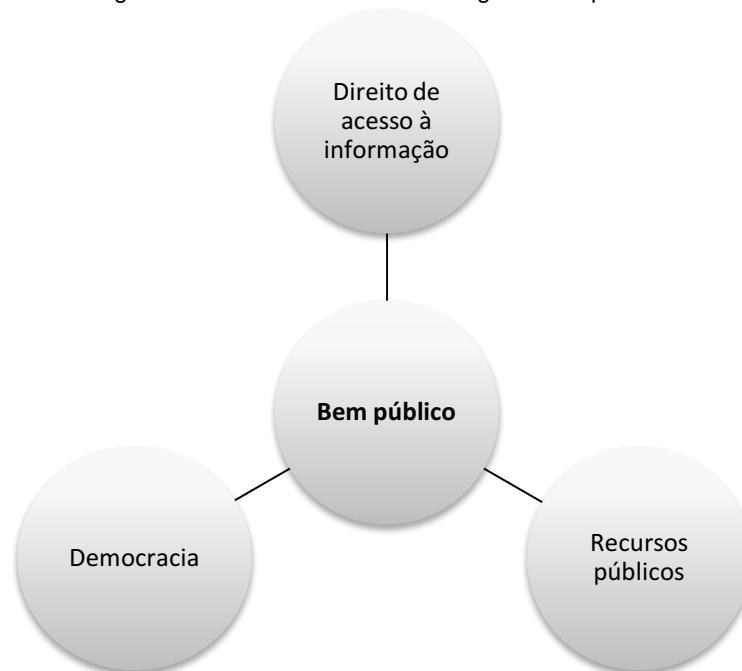 Direito de
acesso à
informação
Bem público
Democracia
Recursos
públicos